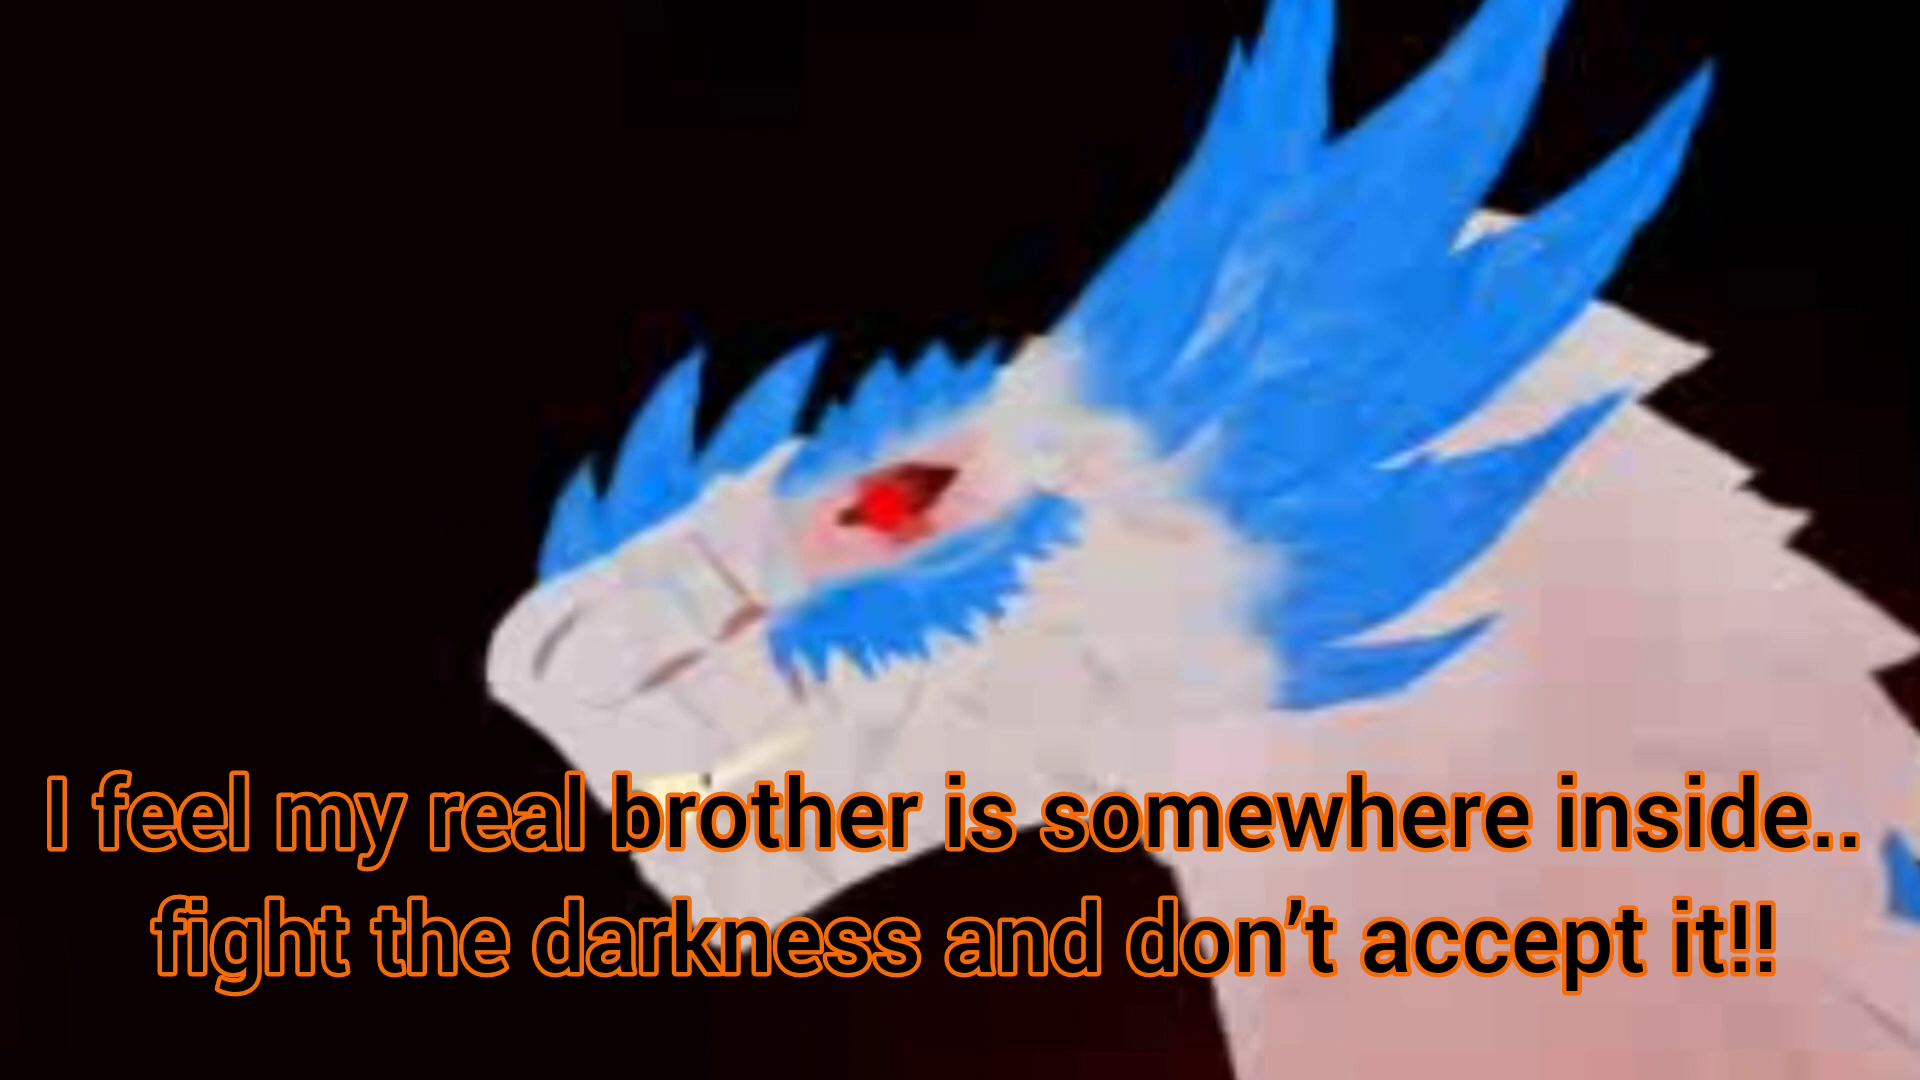 I feel my real brother is somewhere inside..
fight the darkness and don’t accept it!!